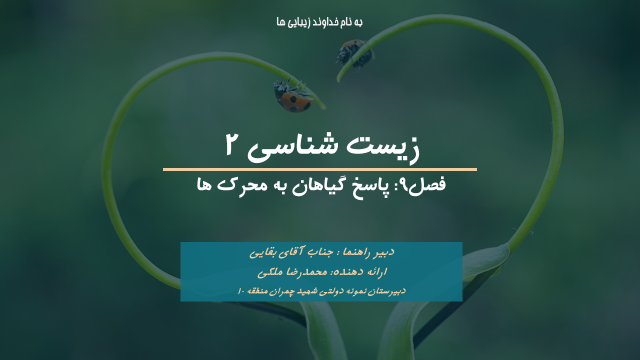 به نام خداوند زیبایی ها
زیست شناسی ۲
فصل۹: پاسخ گیاهان به محرک ها
دبیر راهنما : جناب آقای بقایی
ارائه دهنده: محمدرضا ملکی
دبیرستان نمونه دولتی شهید چمران منطقه ۱۰